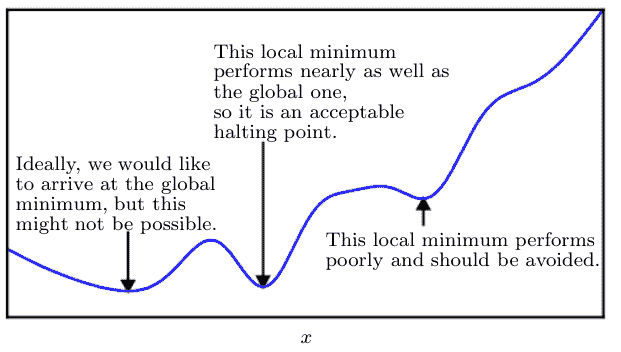 This local minimum
performs nearly as well as
the global one,
so it is an acceptable
halting point.
Ideally, we would like
to arrive at the global
minimum, but this
might not be possible.
This local minimum performs
poorly and should be avoided.
x